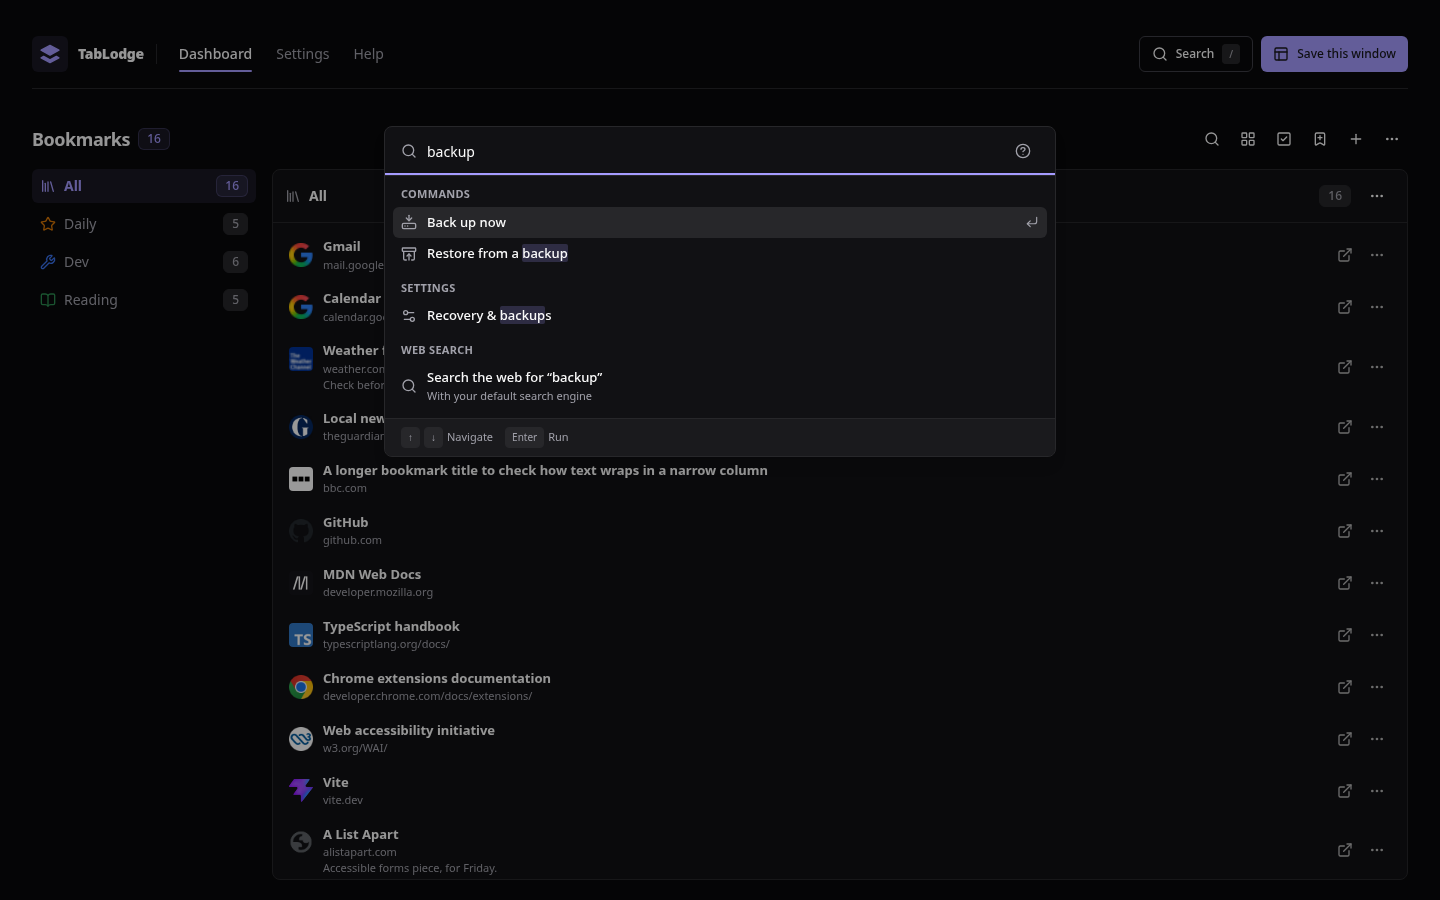 TabLodge
Dashboard
Settings
Help
Search /
Save this window
Bookmarks 16
All 16
Daily 5
Dev 6
Reading 5
backup
COMMANDS
Back up now
Restore from a backup
SETTINGS
Recovery & backups
WEB SEARCH
Search the web for “backup”
With your default search engine
↑ ↓ Navigate Enter Run
All 16
Gmail
mail.google
Calendar
calendar.goo
Weather
weather.com
Check before
Local new
theguardian
A longer bookmark title to check how text wraps in a narrow column
bbc.com
GitHub
github.com
MDN Web Docs
developer.mozilla.org
TS
TypeScript handbook
typescriptlang.org/docs/
Chrome extensions documentation
developer.chrome.com/docs/extensions/
Web accessibility initiative
w3.org/WAI/
Vite
vite.dev
A List Apart
alistapart.com
Accessible forms piece, for Friday.